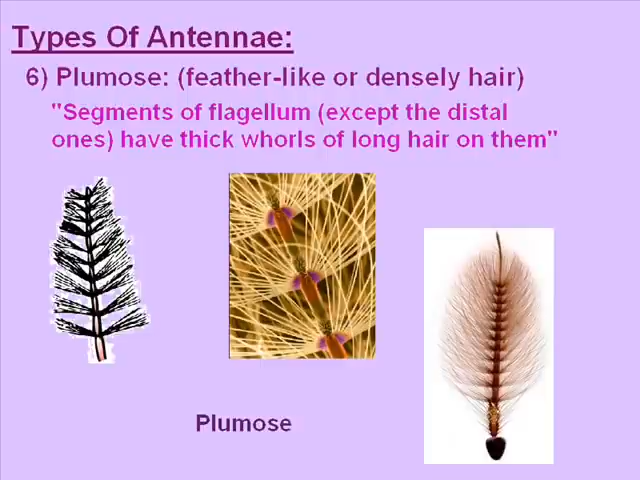 Types Of Antennae:
6) Plumose: (feather-like or densely hair)
"Segments of flagellum (except the distal
ones) have thick whorls of long hair on them"
Plumose